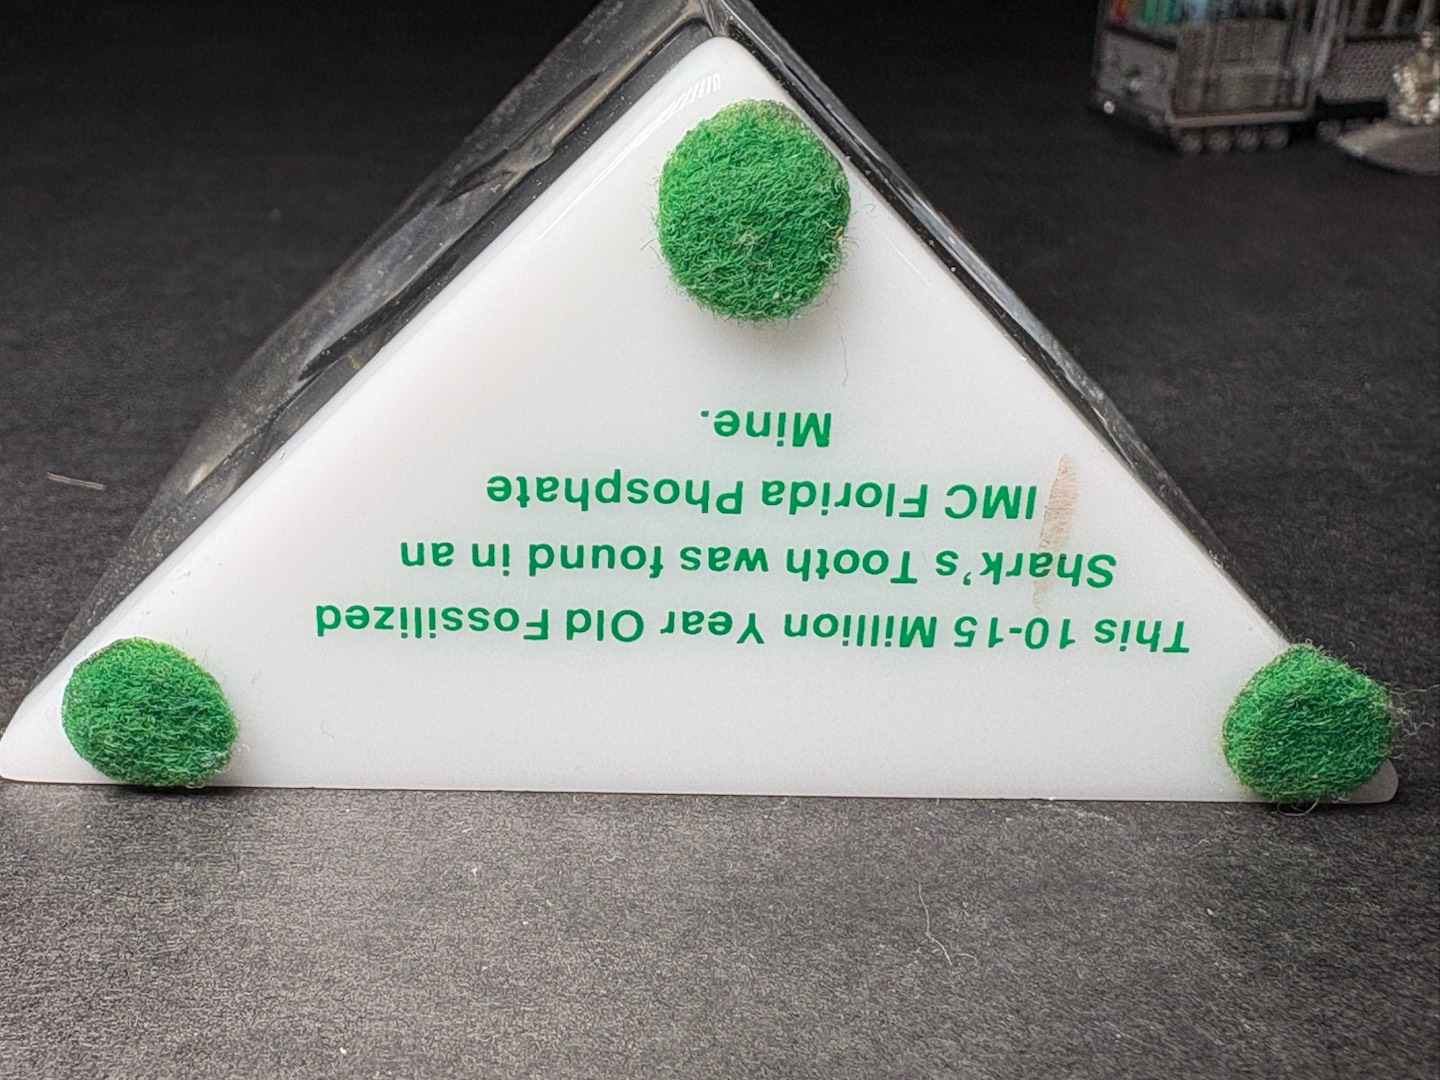 This 10-15 Million Year Old Fossilized
Shark's Tooth was found in an
IMC Florida Phosphate
Mine.